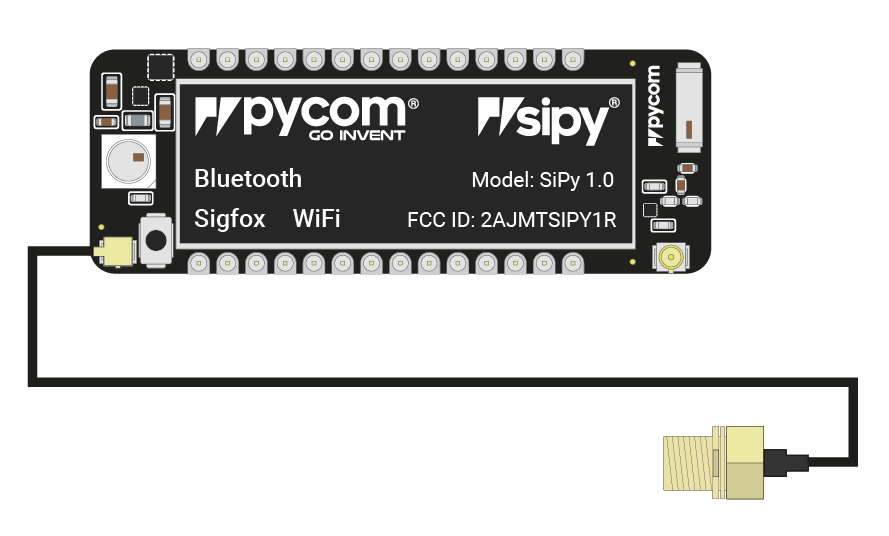 pycom®
GO INVENT
sipy®
Bluetooth
Model: SiPy 1.0
Sigfox WiFi
FCC ID: 2AJMTSIPY1R
pycom